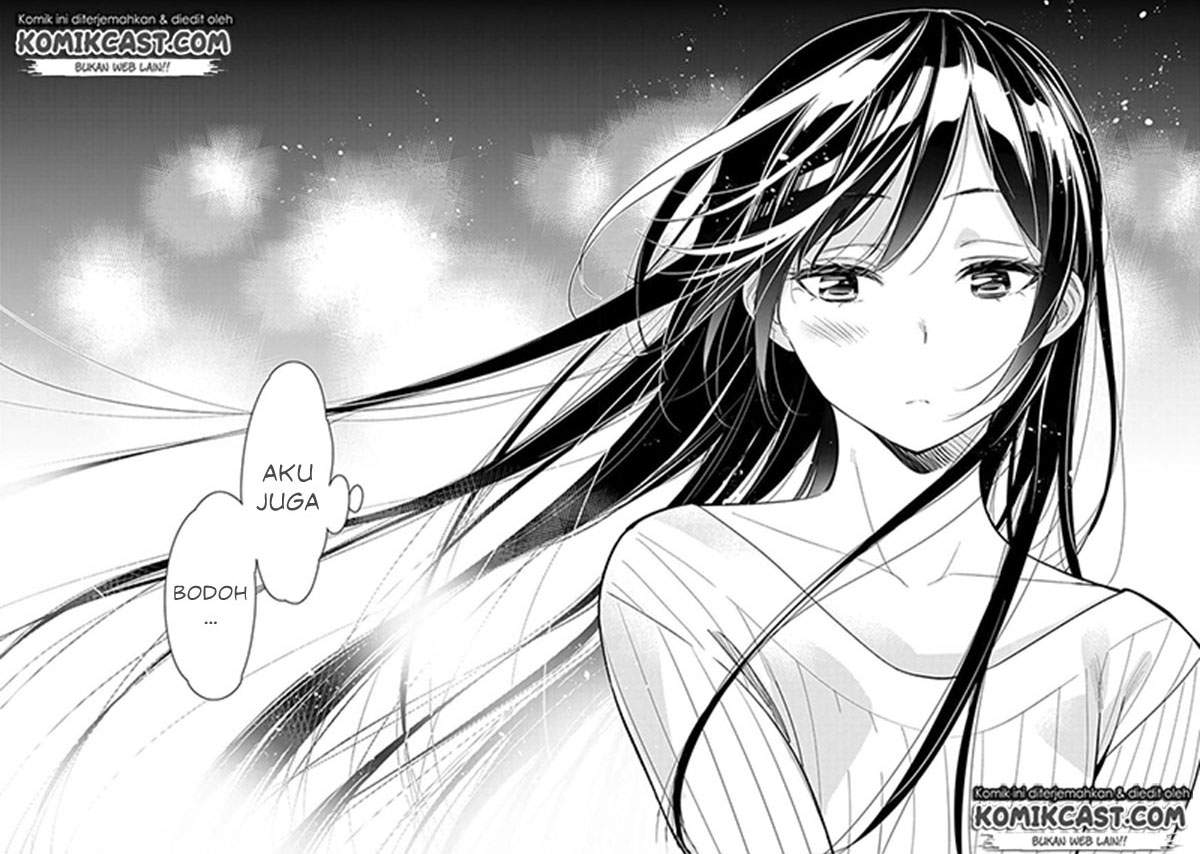 Komik ini diterjemahkan & diedit oleh
KOMIKCAST.COM
BUKAN WEB LAIN!!
AKU
JUGA
BODOH
...
Komik ini diterjemahkan & diedit oleh
KOMIKCAST.COM
BUKAN WEB LAIN!!